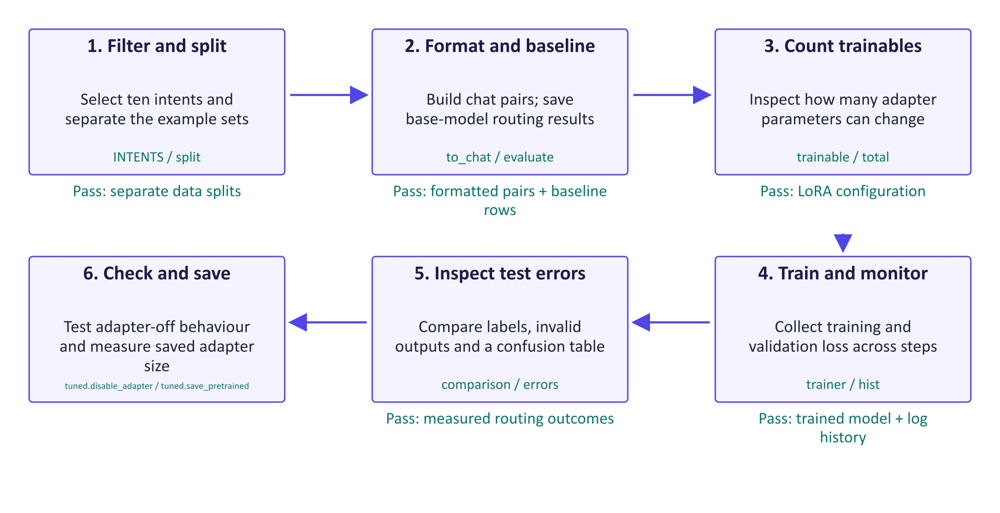 1. Filter and split
Select ten intents and
separate the example sets
INTENTS / split
Pass: separate data splits
2. Format and baseline
Build chat pairs; save
base-model routing results
to_chat / evaluate
Pass: formatted pairs + baseline
rows
3. Count trainables
Inspect how many adapter
parameters can change
trainable / total
Pass: LoRA configuration
4. Train and monitor
Collect training and
validation loss across steps
trainer / hist
Pass: trained model + log
history
5. Inspect test errors
Compare labels, invalid
outputs and a confusion table
comparison / errors
Pass: measured routing outcomes
6. Check and save
Test adapter-off behaviour
and measure saved adapter
size
tuned.disable_adapter / tuned.save_pretrained